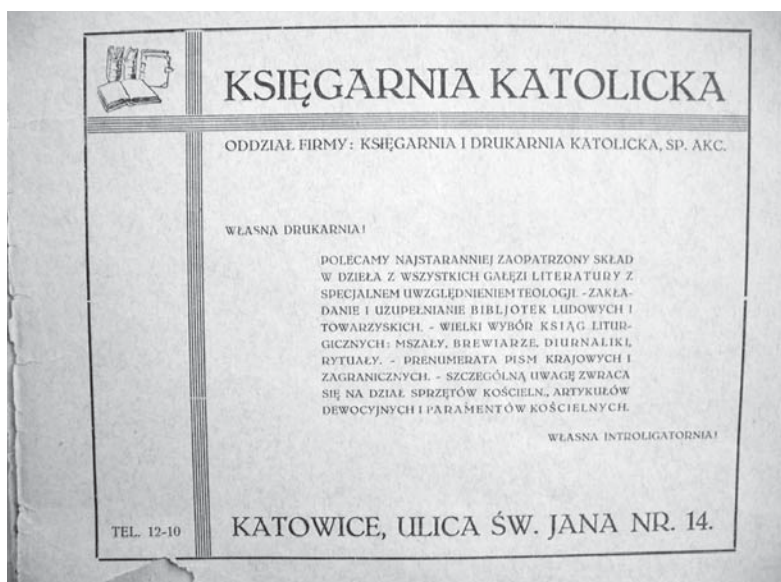 KSIĘGARNIA KATOLICKA
ODDZIAŁ FIRMY: KSIĘGARNIA I DRUKARNIA KATOLICKA, SP. AKC.
WŁASNA DRUKARNIA!
POLECAMY NAJSTARANNIEJ ZAOPATRZONY SKŁAD
W DZIEŁA Z WSZYSTKICH GAŁĘZI LITERATURY Z
SPECJALNEM UWZGLĘDNIENIEM TEOLOGJI. -ZAKŁA-
DANIE I UZUPEŁNIANIE BIBLJOTEK LUDOWYCH I
TOWARZYSKICH. - WIELKI WYBÓR KSIĄG LITUR-
GICZNYCH: MSZAŁY, BREWIARZE, DIURNALIKI,
RYTUAŁY. - PRENUMERATA PISM KRAJOWYCH I
ZAGRANICZNYCH. - SZCZEGÓLNĄ UWAGĘ ZWRACA
SIĘ NA DZIAŁ SPRZĘTÓW KOŚCIELN., ARTYKUŁÓW
DEWOCYJNYCH I PARAMENTÓW KOŚCIELNYCH.
WŁASNA INTROLIGATORNIA!
TEL. 12-10
KATOWICE, ULICA ŚW. JANA NR. 14.